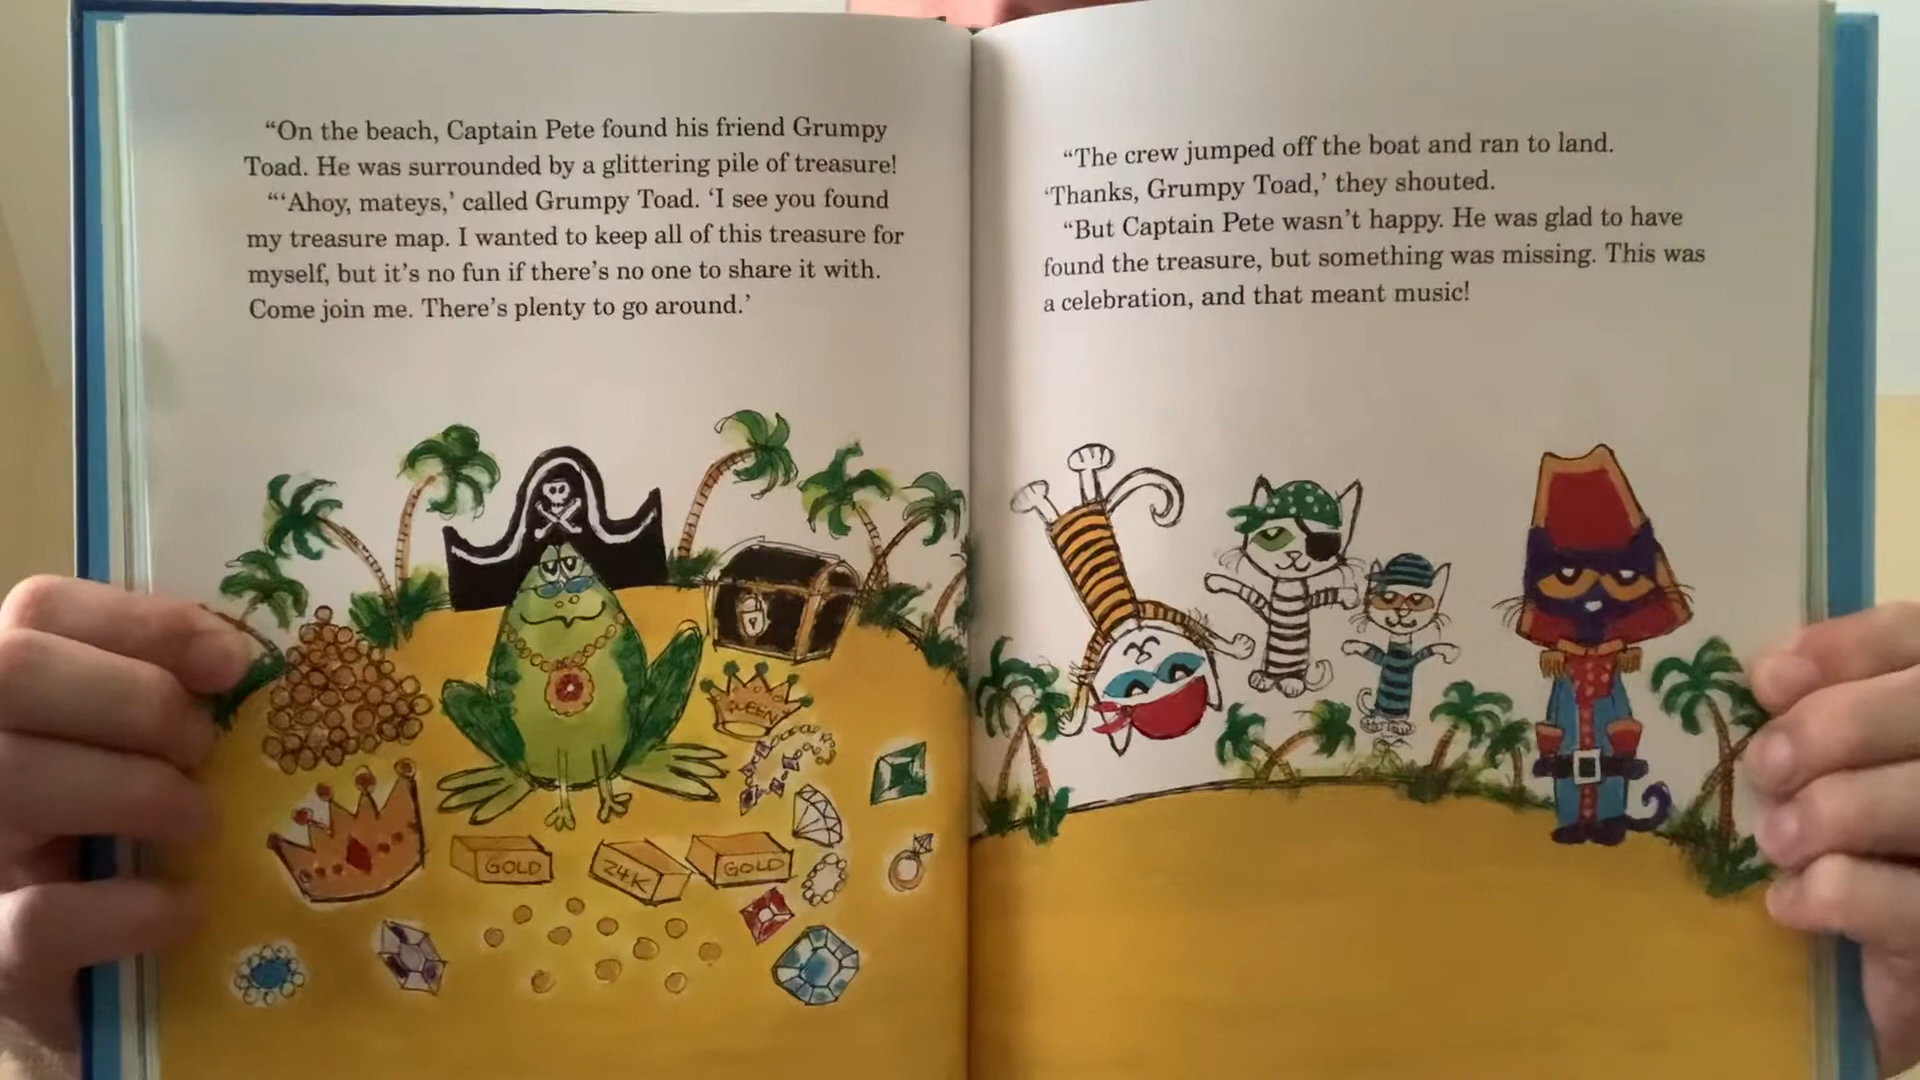 “On the beach, Captain Pete found his friend Grumpy
Toad. He was surrounded by a glittering pile of treasure!
“‘Ahoy, mateys,’ called Grumpy Toad. ‘I see you found
my treasure map. I wanted to keep all of this treasure for
myself, but it’s no fun if there’s no one to share it with.
Come join me. There’s plenty to go around.’
QUEEN
GOLD
24K
GOLD
“The crew jumped off the boat and ran to land.
‘Thanks, Grumpy Toad,’ they shouted.
“But Captain Pete wasn’t happy. He was glad to have
found the treasure, but something was missing. This was
a celebration, and that meant music!